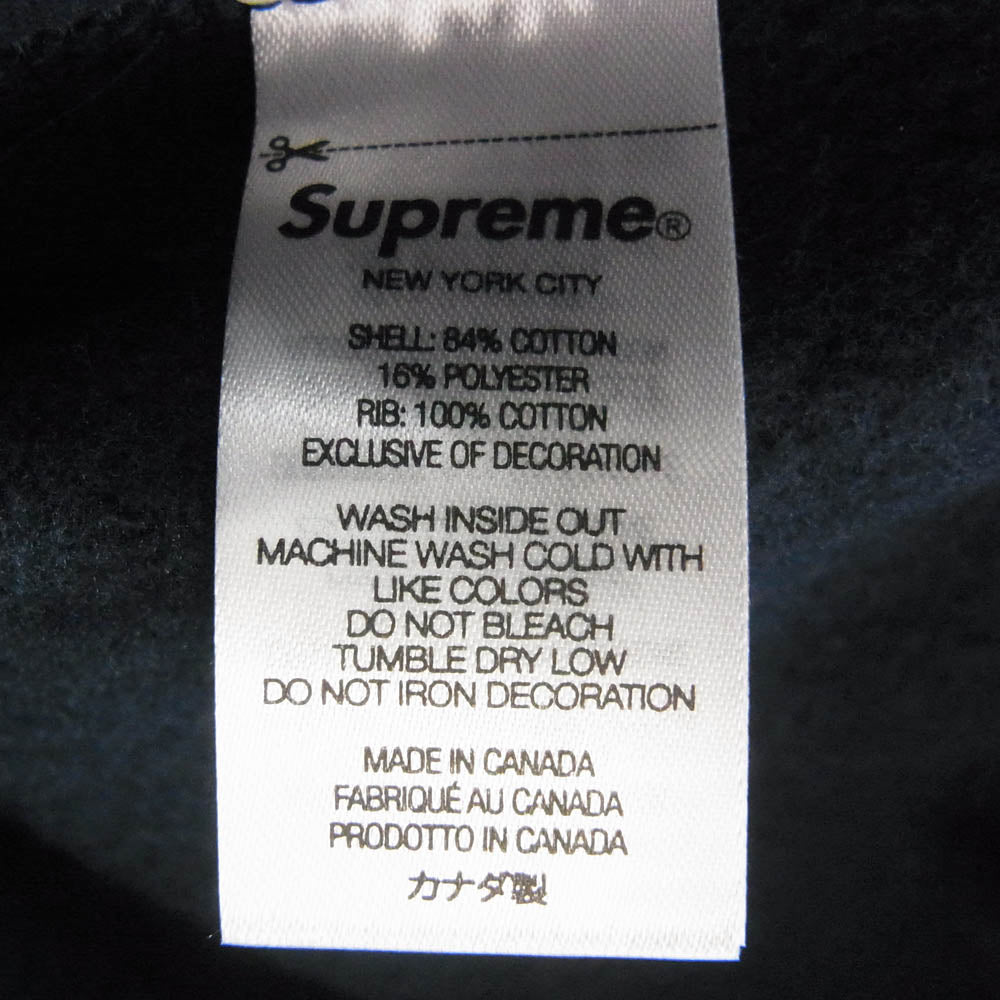 Supreme®
NEW YORK CITY
SHELL: 84% COTTON
16% POLYESTER
RIB: 100% COTTON
EXCLUSIVE OF DECORATION
WASH INSIDE OUT
MACHINE WASH COLD WITH
LIKE COLORS
DO NOT BLEACH
TUMBLE DRY LOW
DO NOT IRON DECORATION
MADE IN CANADA
FABRIQUÉ AU CANADA
PRODOTTO IN CANADA
カナダ製